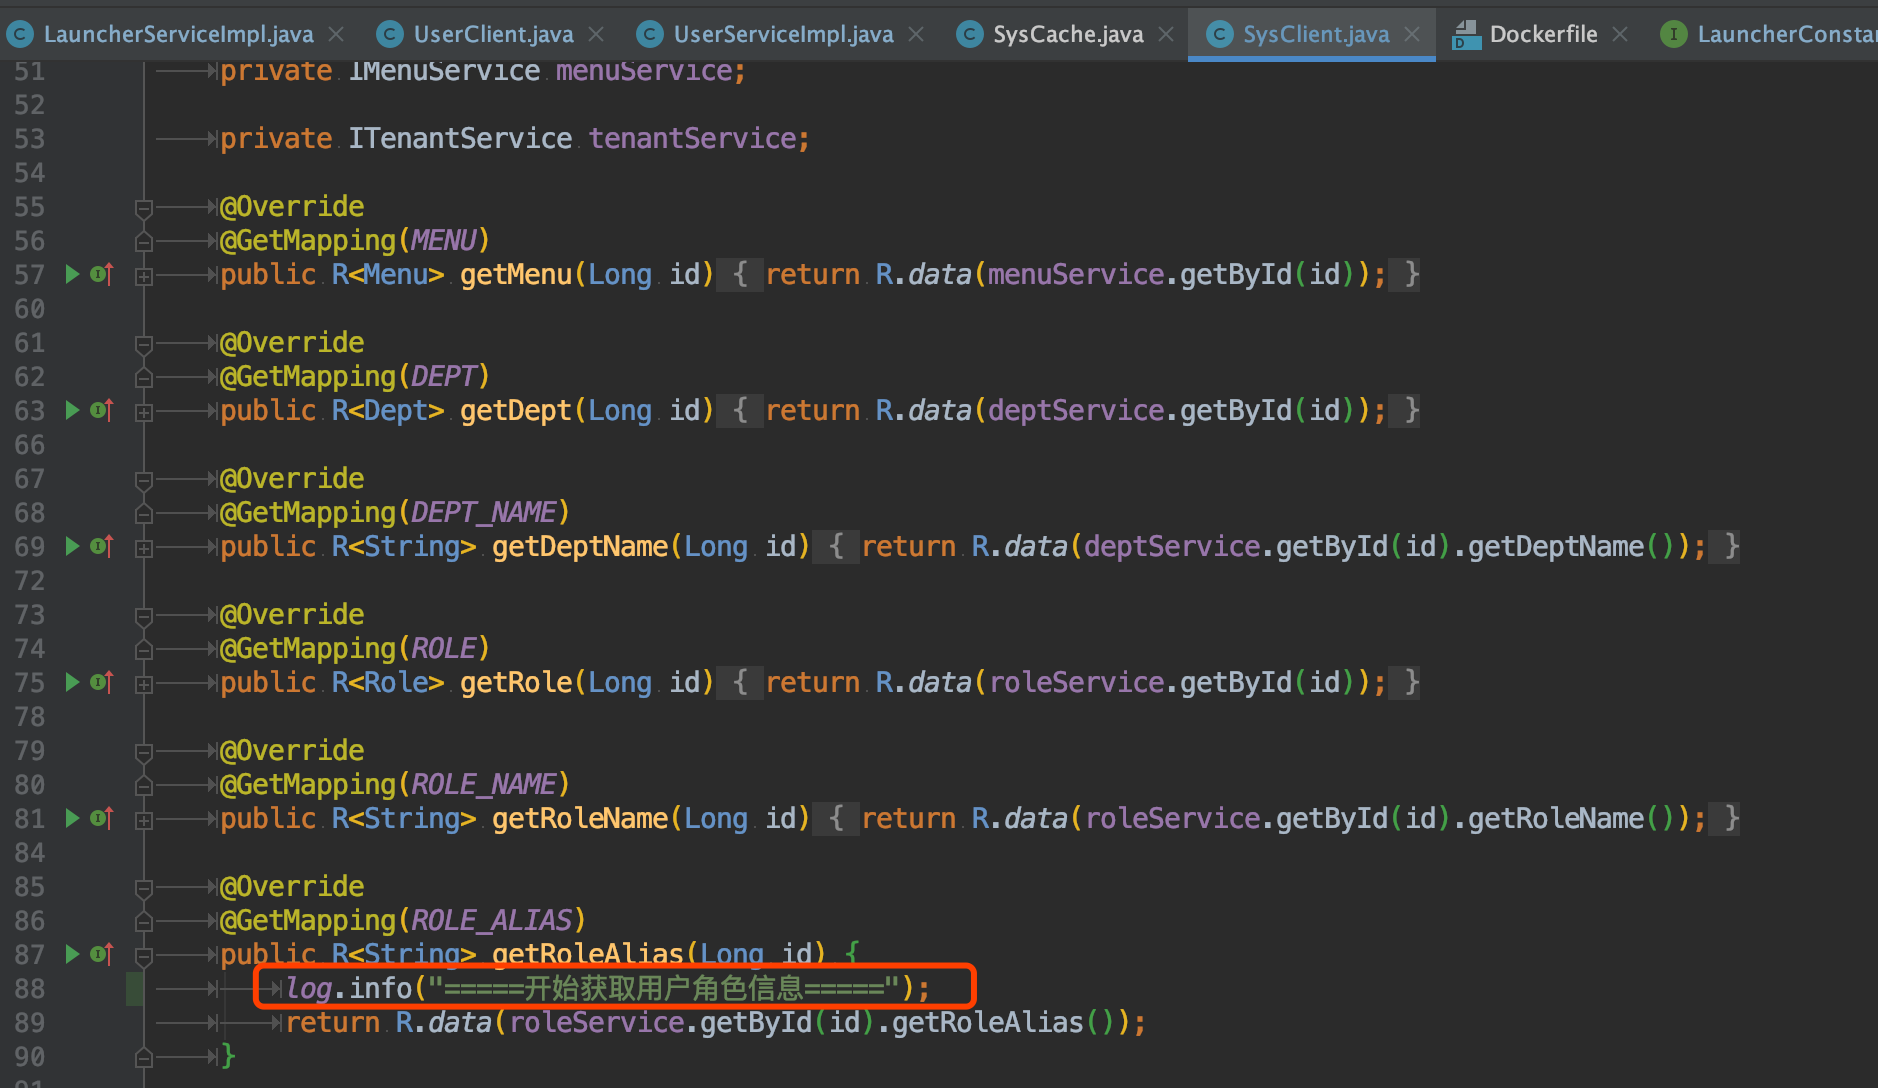 LauncherServiceImpl.java UserClient.java UserServiceImpl.java SysCache.java SysClient.java Dockerfile
51 private IMenuService menuService;
52
53 private ITenantService tenantService;
54
55 @Override
56 @GetMapping(MENU)
57 public R<Menu> getMenu(Long id) { return R.data(menuService.getById(id)); }
60
61 @Override
62 @GetMapping(DEPT)
63 public R<Dept> getDept(Long id) { return R.data(deptService.getById(id)); }
66
67 @Override
68 @GetMapping(DEPT_NAME)
69 public R<String> getDeptName(Long id) { return R.data(deptService.getById(id).getDeptName()); }
72
73 @Override
74 @GetMapping(ROLE)
75 public R<Role> getRole(Long id) { return R.data(roleService.getById(id)); }
78
79 @Override
80 @GetMapping(ROLE_NAME)
81 public R<String> getRoleName(Long id) { return R.data(roleService.getById(id).getRoleName()); }
84
85 @Override
86 @GetMapping(ROLE_ALIAS)
87 public R<String> getRoleAlias(Long id) {
88 log.info("=====开始获取用户角色信息=====");
89 return R.data(roleService.getById(id).getRoleAlias());
90 }